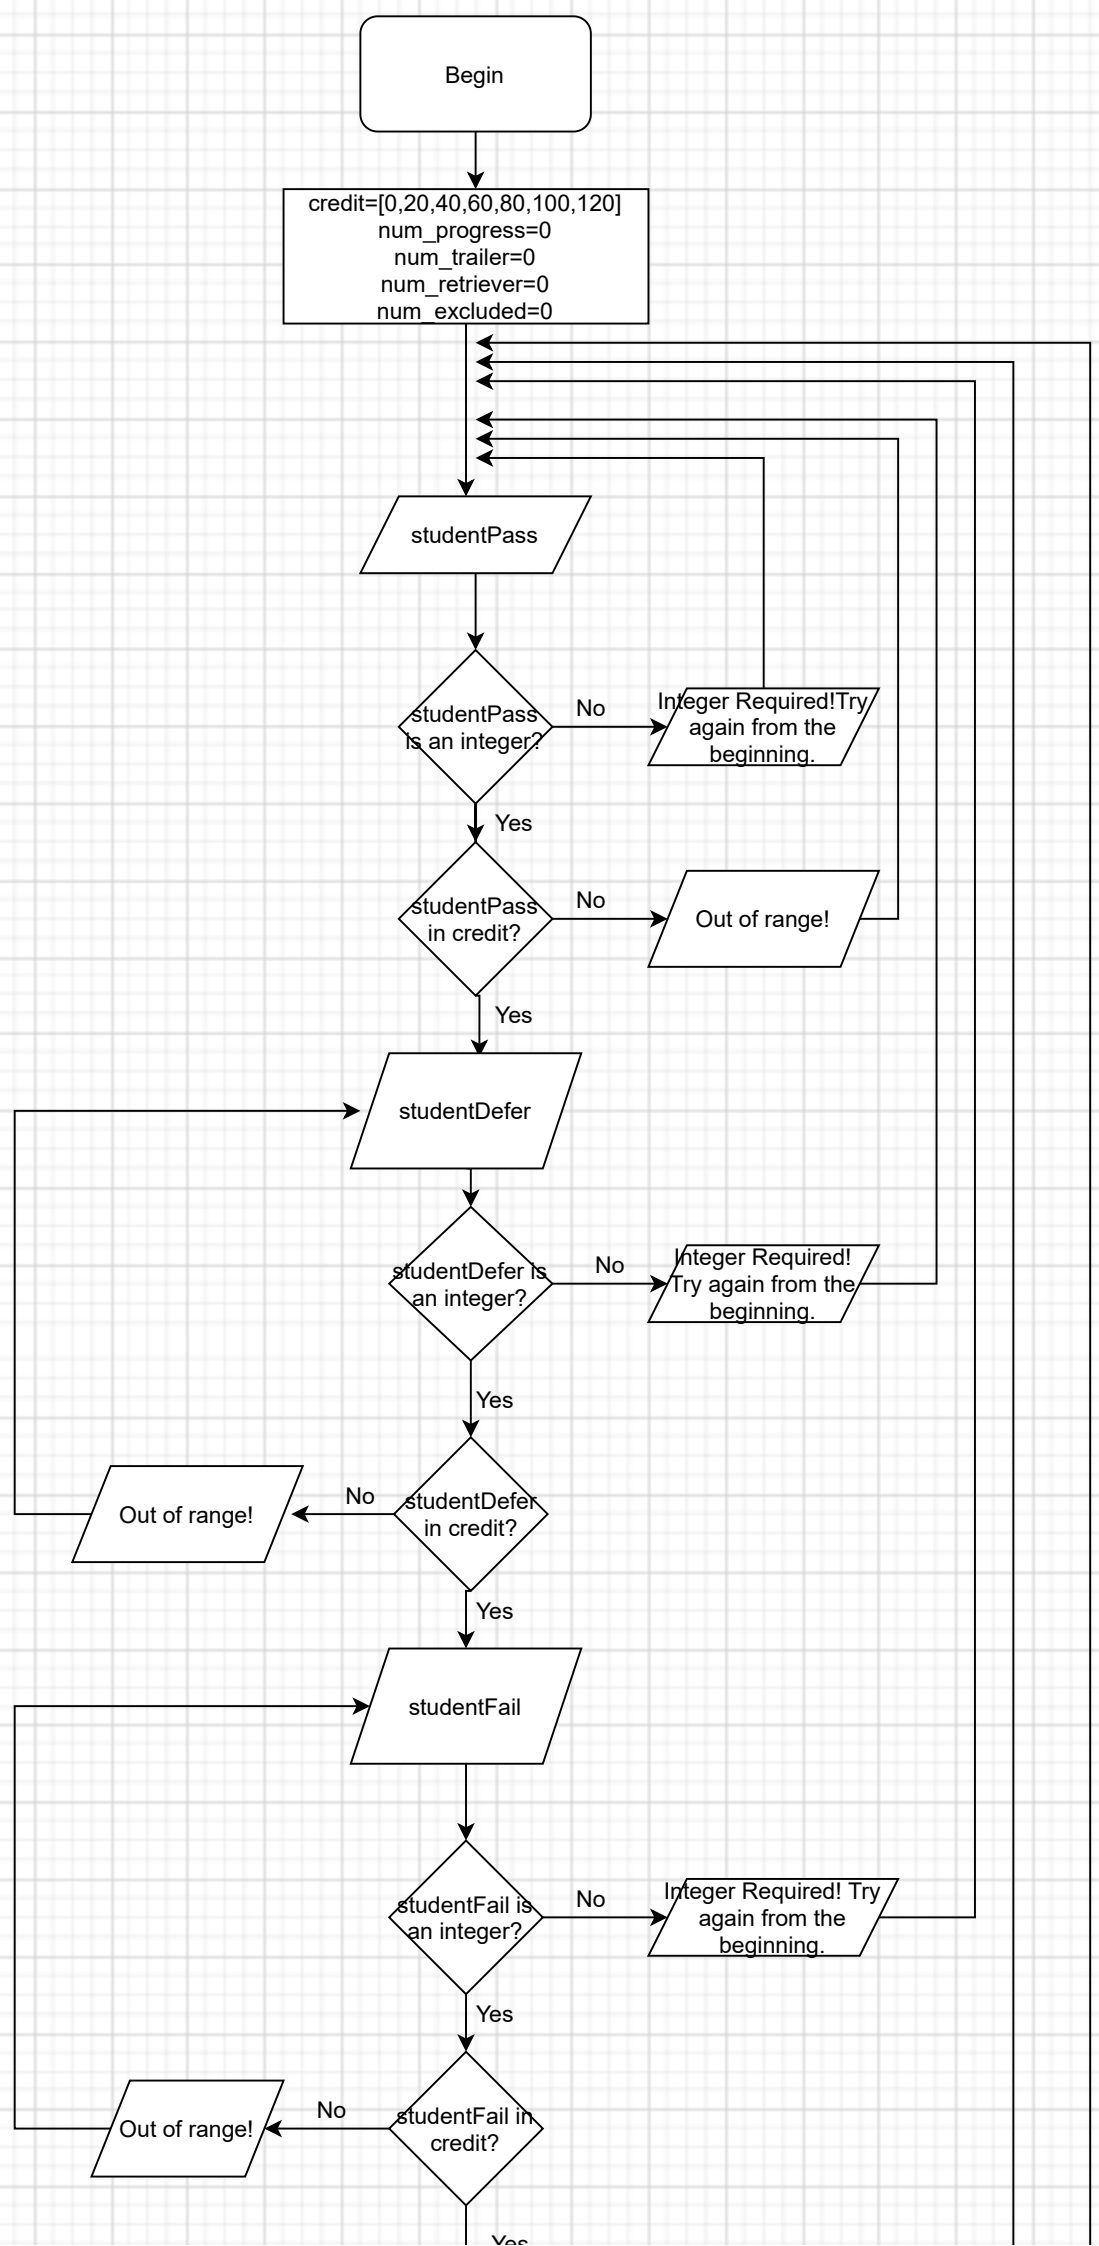 Begin
credit=[0,20,40,60,80,100,120]
num_progress=0
num_trailer=0
num_retriever=0
num_excluded=0
studentPass
studentPass
is an integer?
No
Integer Required!Try
again from the
beginning.
Yes
studentPass
in credit?
No
Out of range!
Yes
studentDefer
studentDefer is
an integer?
No
Integer Required!
Try again from the
beginning.
Yes
studentDefer
in credit?
No
Out of range!
Yes
studentFail
studentFail is
an integer?
No
Integer Required! Try
again from the
beginning.
Yes
studentFail in
credit?
No
Out of range!
Yes